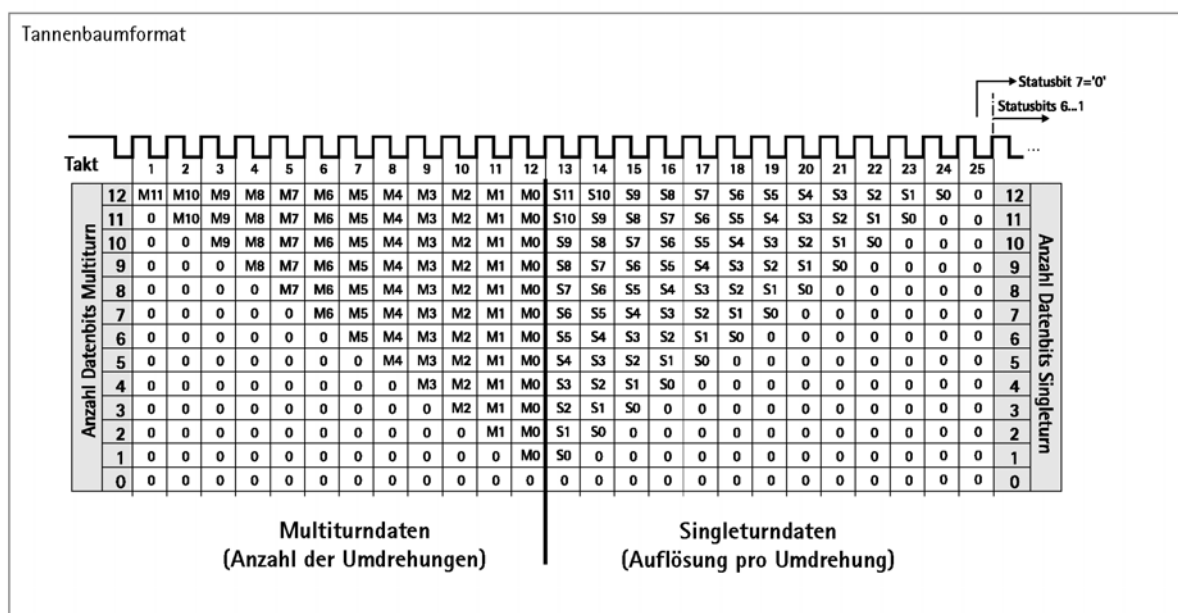 Tannenbaumformat
Statusbit 7='0'
Statusbits 6...1
...
Takt 1 2 3 4 5 6 7 8 9 10 11 12 13 14 15 16 17 18 19 20 21 22 23 24 25
Anzahl Datenbits Multiturn
12 M11 M10 M9 M8 M7 M6 M5 M4 M3 M2 M1 M0 S11 S10 S9 S8 S7 S6 S5 S4 S3 S2 S1 S0 0 12
11 0 M10 M9 M8 M7 M6 M5 M4 M3 M2 M1 M0 S10 S9 S8 S7 S6 S5 S4 S3 S2 S1 S0 0 0 11
10 0 0 M9 M8 M7 M6 M5 M4 M3 M2 M1 M0 S9 S8 S7 S6 S5 S4 S3 S2 S1 S0 0 0 0 10
9 0 0 0 M8 M7 M6 M5 M4 M3 M2 M1 M0 S8 S7 S6 S5 S4 S3 S2 S1 S0 0 0 0 0 9
8 0 0 0 0 M7 M6 M5 M4 M3 M2 M1 M0 S7 S6 S5 S4 S3 S2 S1 S0 0 0 0 0 0 8
7 0 0 0 0 0 M6 M5 M4 M3 M2 M1 M0 S6 S5 S4 S3 S2 S1 S0 0 0 0 0 0 0 7
6 0 0 0 0 0 0 M5 M4 M3 M2 M1 M0 S5 S4 S3 S2 S1 S0 0 0 0 0 0 0 0 6
5 0 0 0 0 0 0 0 M4 M3 M2 M1 M0 S4 S3 S2 S1 S0 0 0 0 0 0 0 0 0 5
4 0 0 0 0 0 0 0 0 M3 M2 M1 M0 S3 S2 S1 S0 0 0 0 0 0 0 0 0 0 4
3 0 0 0 0 0 0 0 0 0 M2 M1 M0 S2 S1 S0 0 0 0 0 0 0 0 0 0 0 3
2 0 0 0 0 0 0 0 0 0 0 M1 M0 S1 S0 0 0 0 0 0 0 0 0 0 0 0 2
1 0 0 0 0 0 0 0 0 0 0 0 M0 S0 0 0 0 0 0 0 0 0 0 0 0 0 1
0 0 0 0 0 0 0 0 0 0 0 0 0 0 0 0 0 0 0 0 0 0 0 0 0 0 0
Anzahl Datenbits Singleturn
Multiturndaten
(Anzahl der Umdrehungen)
Singleturndaten
(Auflösung pro Umdrehung)